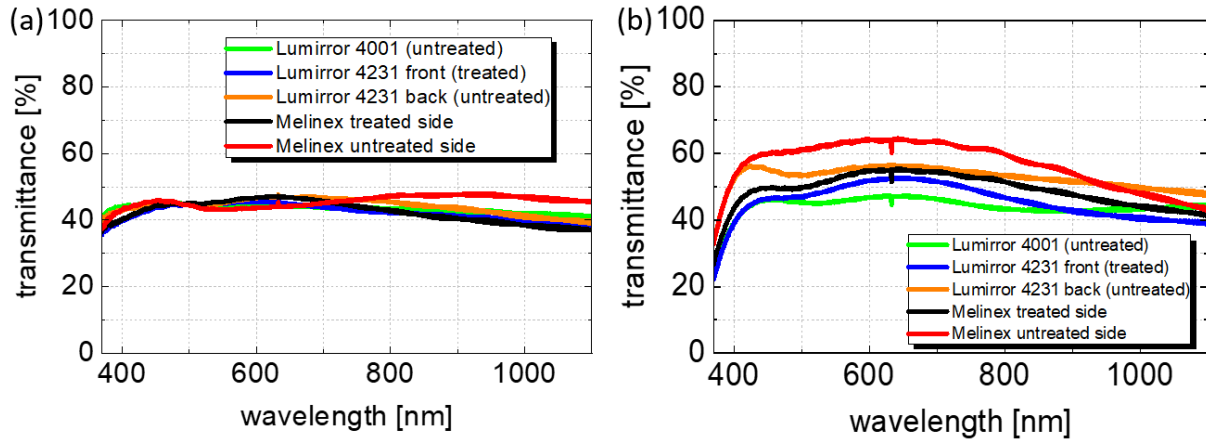 (a)
100
80
60
40
20
0
transmittance [%]
Lumirror 4001 (untreated)
Lumirror 4231 front (treated)
Lumirror 4231 back (untreated)
Melinex treated side
Melinex untreated side
400 600 800 1000
wavelength [nm]
(b)
100
80
60
40
20
0
transmittance [%]
Lumirror 4001 (untreated)
Lumirror 4231 front (treated)
Lumirror 4231 back (untreated)
Melinex treated side
Melinex untreated side
400 600 800 1000
wavelength [nm]